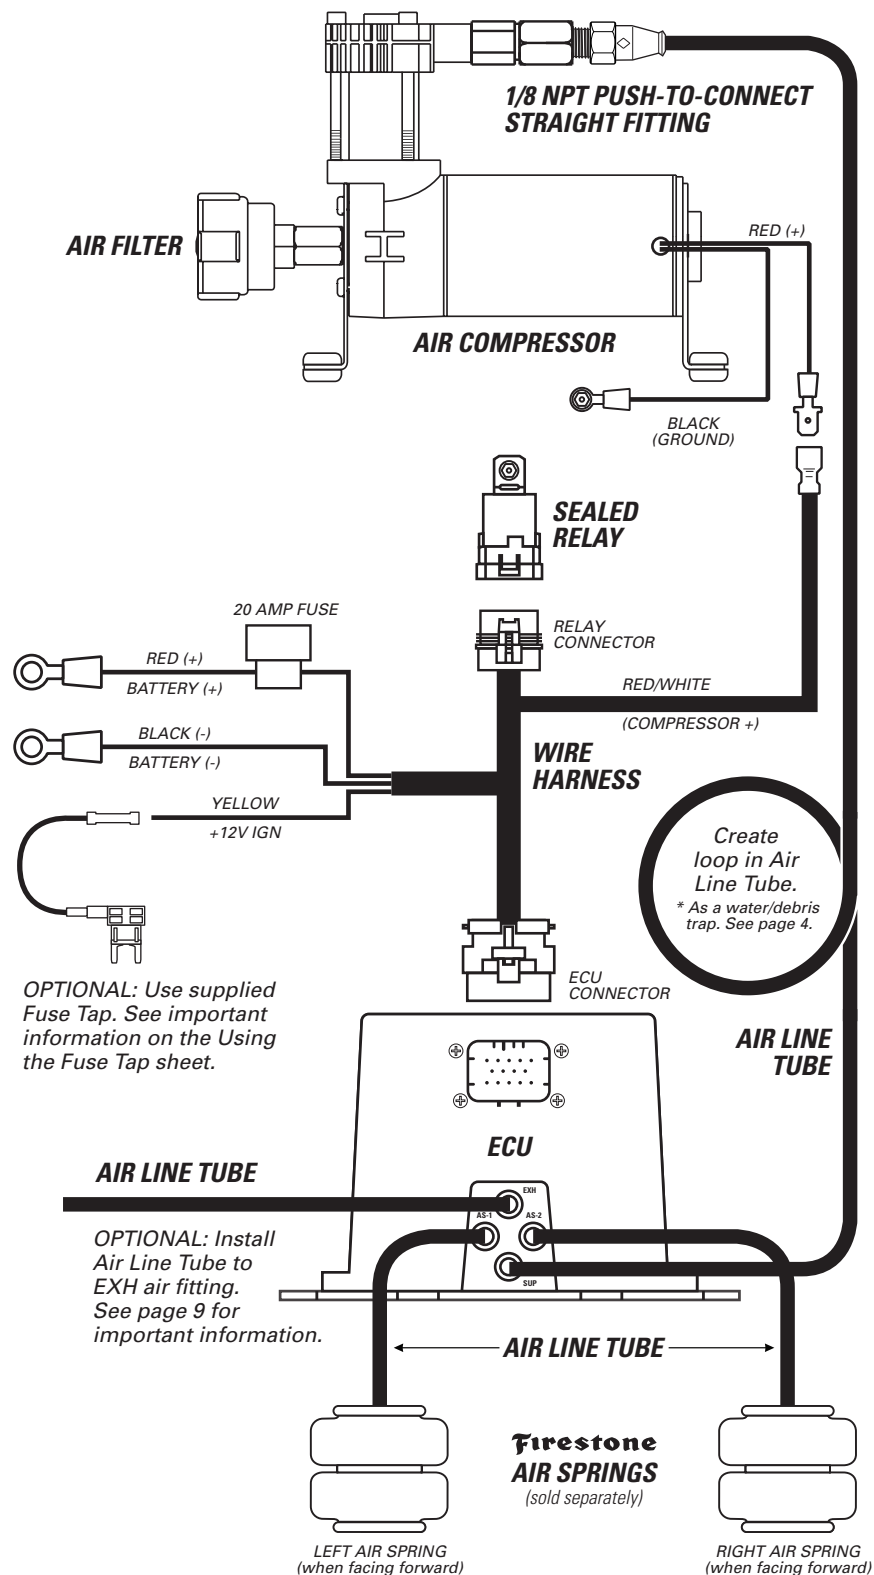 1/8 NPT PUSH-TO-CONNECT
STRAIGHT FITTING
AIR FILTER
RED (+)
AIR COMPRESSOR
BLACK
(GROUND)
SEALED
RELAY
20 AMP FUSE
RELAY
CONNECTOR
RED (+)
BATTERY (+)
RED/WHITE
(COMPRESSOR +)
BLACK (-)
BATTERY (-)
WIRE
HARNESS
YELLOW
+12V IGN
Create
loop in Air
Line Tube.
* As a water/debris
trap. See page 4.
ECU
CONNECTOR
OPTIONAL: Use supplied
Fuse Tap. See important
information on the Using
the Fuse Tap sheet.
AIR LINE
TUBE
ECU
AIR LINE TUBE
EXH
AS-1
AS-2
SUP
OPTIONAL: Install
Air Line Tube to
EXH air fitting.
See page 9 for
important information.
AIR LINE TUBE
Firestone
AIR SPRINGS
(sold separately)
LEFT AIR SPRING
(when facing forward)
RIGHT AIR SPRING
(when facing forward)